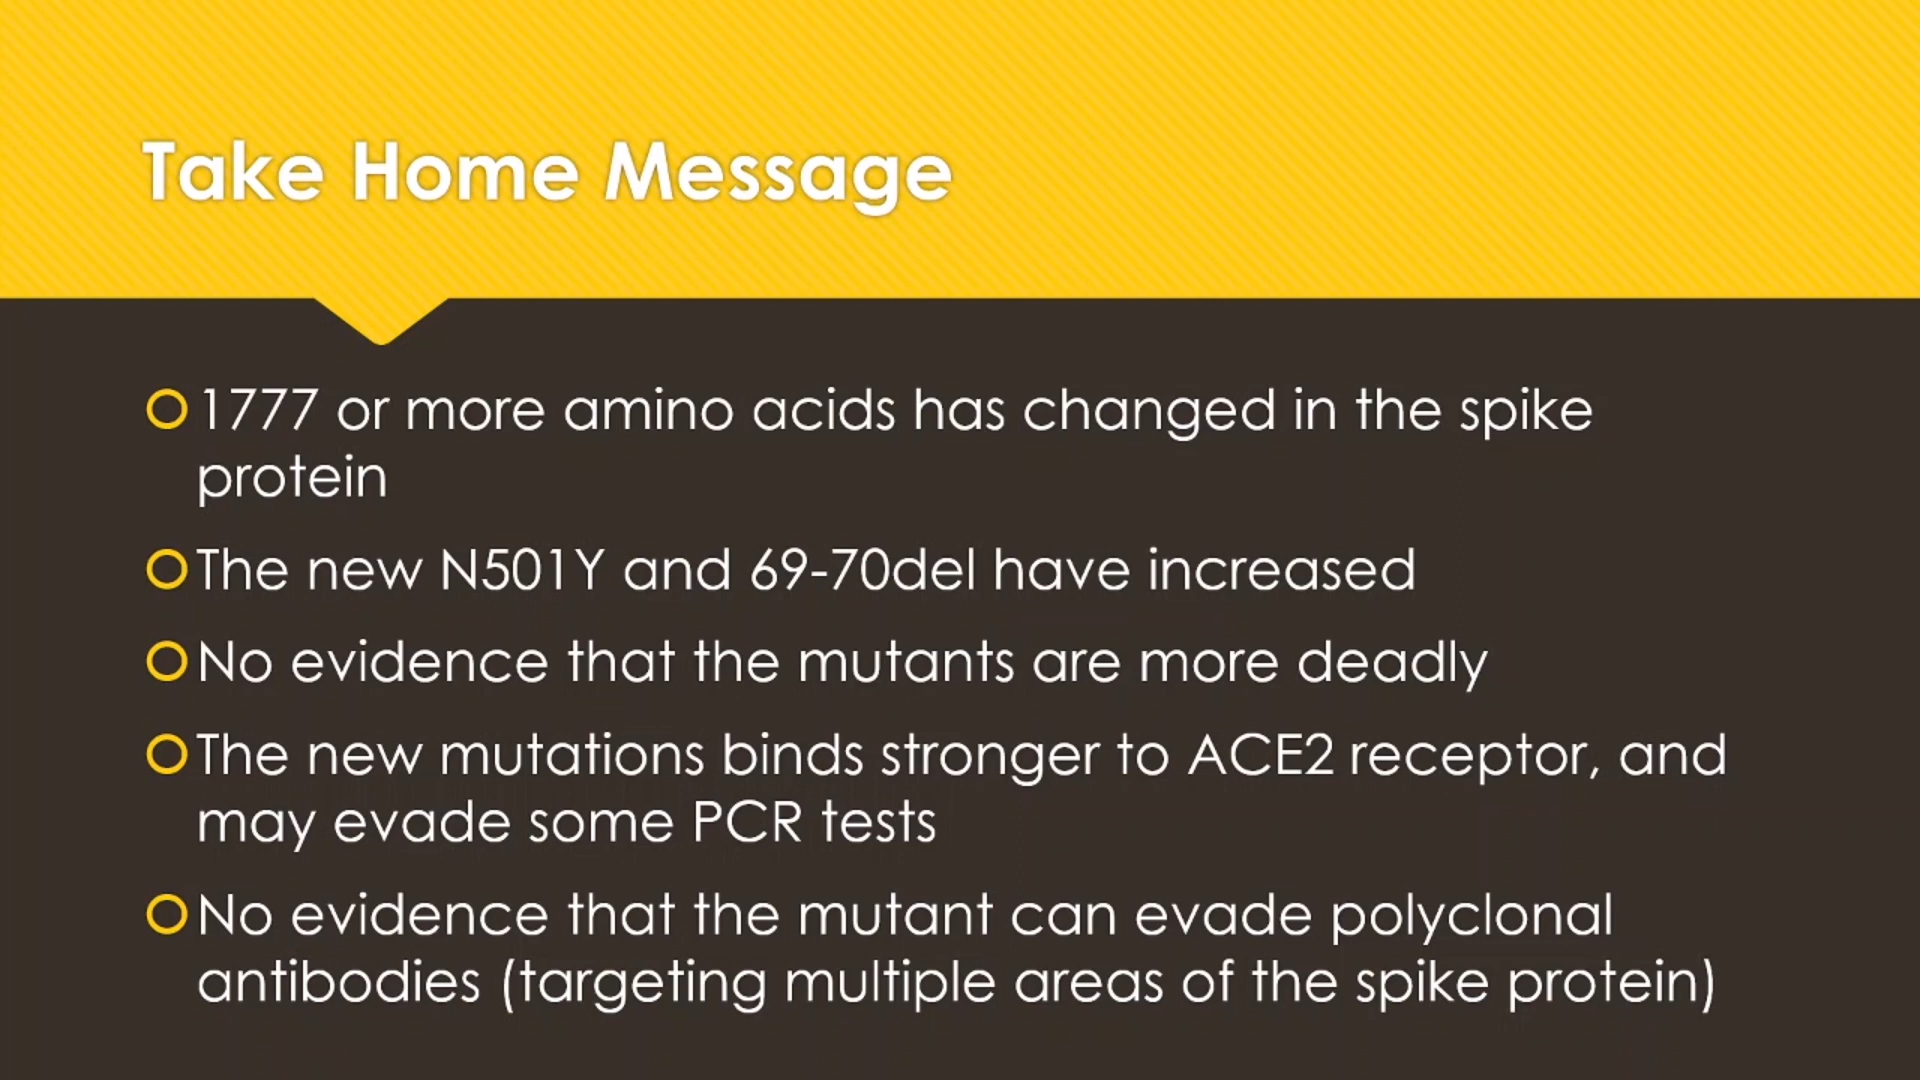 Take Home Message
1777 or more amino acids has changed in the spike
protein
The new N501Y and 69-70del have increased
No evidence that the mutants are more deadly
The new mutations binds stronger to ACE2 receptor, and
may evade some PCR tests
No evidence that the mutant can evade polyclonal
antibodies (targeting multiple areas of the spike protein)